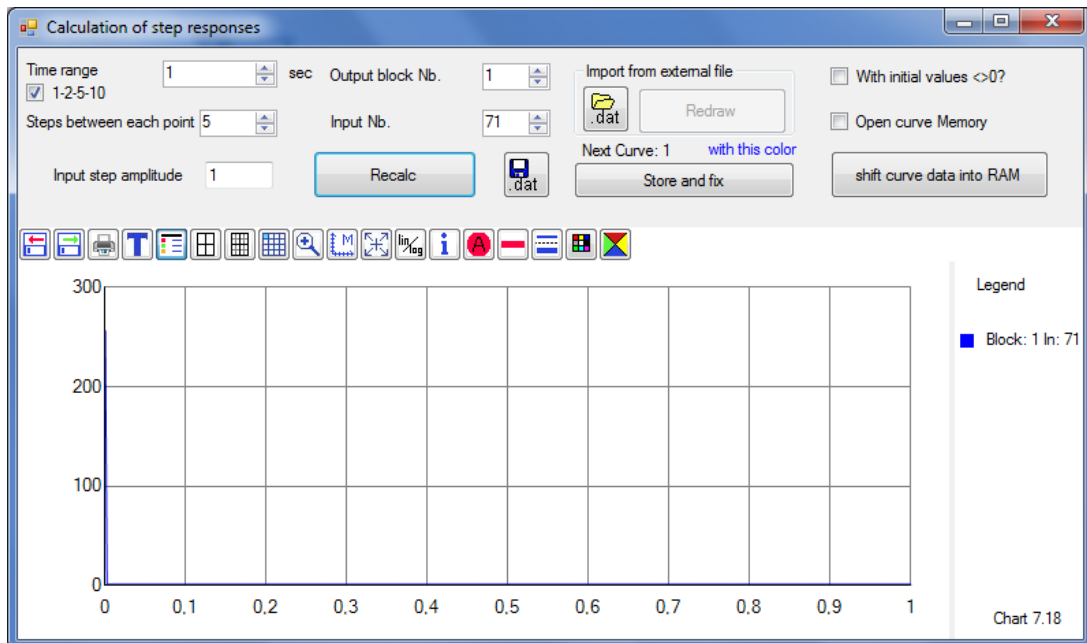 Calculation of step responses
Time range 1 sec
1-2-5-10
Steps between each point 5
Input step amplitude 1
Output block Nb. 1
Input Nb. 71
Recalc
.dat
Import from external file
.dat
Redraw
Next Curve: 1 with this color
Store and fix
With initial values <>0?
Open curve Memory
shift curve data into RAM
T
M
lin/log
i
A
300
200
100
0
0 0,1 0,2 0,3 0,4 0,5 0,6 0,7 0,8 0,9 1
Legend
Block: 1 In: 71
Chart 7.18